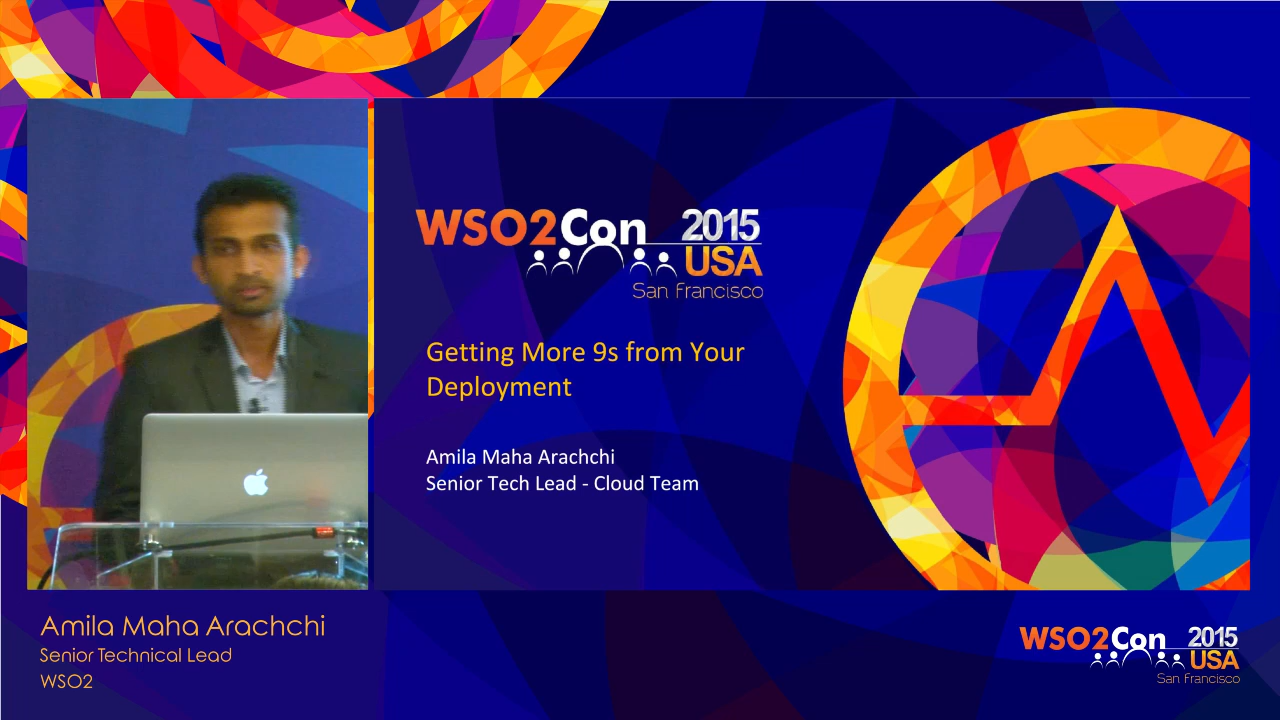 WSO2Con 2015
USA
San Francisco
Getting More 9s from Your
Deployment
Amila Maha Arachchi
Senior Tech Lead - Cloud Team
Amila Maha Arachchi
Senior Technical Lead
WSO2
WSO2Con 2015
USA
San Francisco